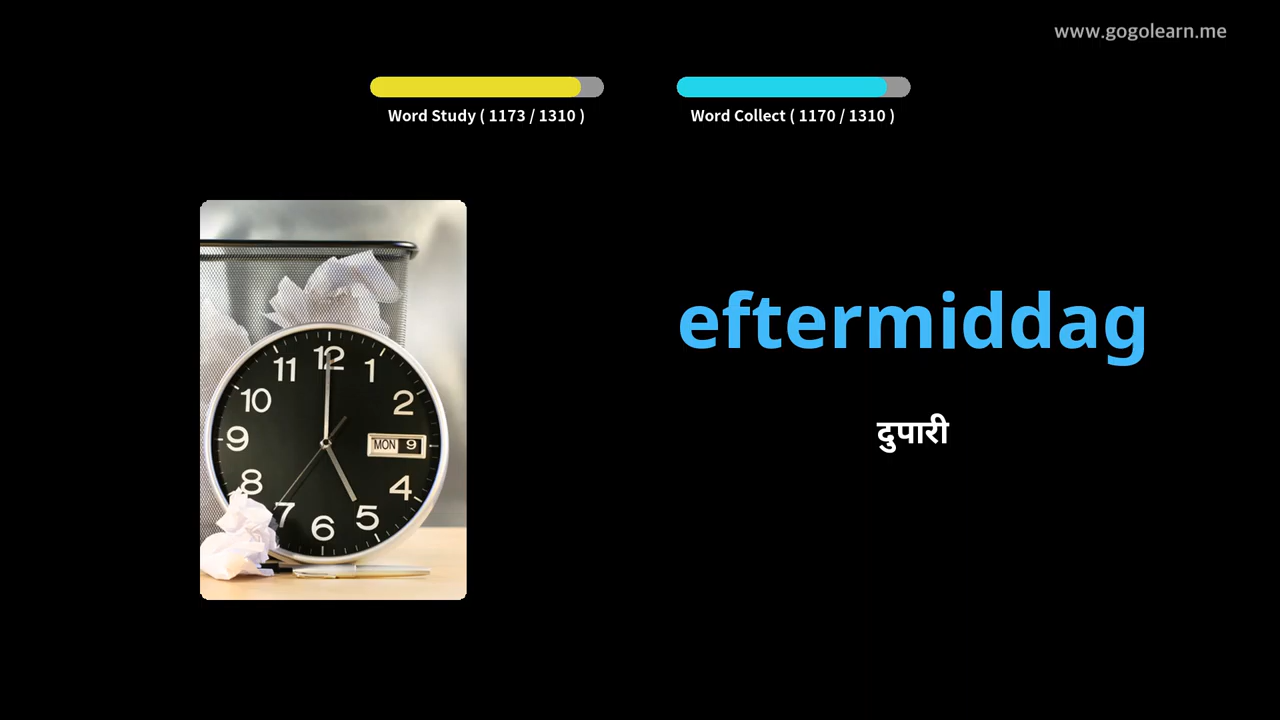 www.gogolearn.me
Word Study ( 1173 / 1310 )
Word Collect ( 1170 / 1310 )
eftermiddag
दुपारी
12
11
1
10
2
9
MON 9
8
4
7
5
6